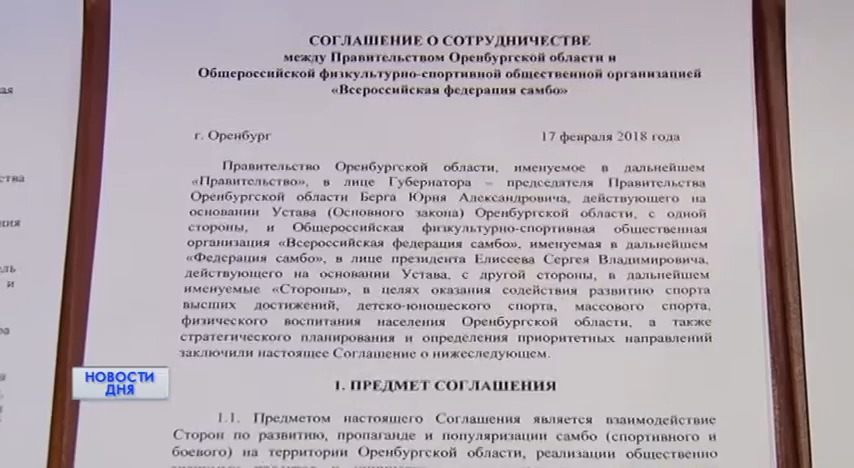 СОГЛАШЕНИЕ О СОТРУДНИЧЕСТВЕ
между Правительством Оренбургской области и
Общероссийской физкультурно-спортивной общественной организацией
«Всероссийская федерация самбо»
г. Оренбург 17 февраля 2018 года
Правительство Оренбургской области, именуемое в дальнейшем
«Правительство», в лице Губернатора – председателя Правительства
Оренбургской области Берга Юрия Александровича, действующего на
основании Устава (Основного закона) Оренбургской области, с одной
стороны, и Общероссийская физкультурно-спортивная общественная
организация «Всероссийская федерация самбо», именуемая в дальнейшем
«Федерация самбо», в лице президента Елисеева Сергея Владимировича,
действующего на основании Устава, с другой стороны, в дальнейшем
именуемые «Стороны», в целях оказания содействия развитию спорта
высших достижений, детско-юношеского спорта, массового спорта,
физического воспитания населения Оренбургской области, а также
стратегического планирования и определения приоритетных направлений
заключили настоящее Соглашение о нижеследующем.
НОВОСТИ
ДНЯ
1. ПРЕДМЕТ СОГЛАШЕНИЯ
1.1. Предметом настоящего Соглашения является взаимодействие
Сторон по развитию, пропаганде и популяризации самбо (спортивного и
боевого) на территории Оренбургской области, реализации общественно